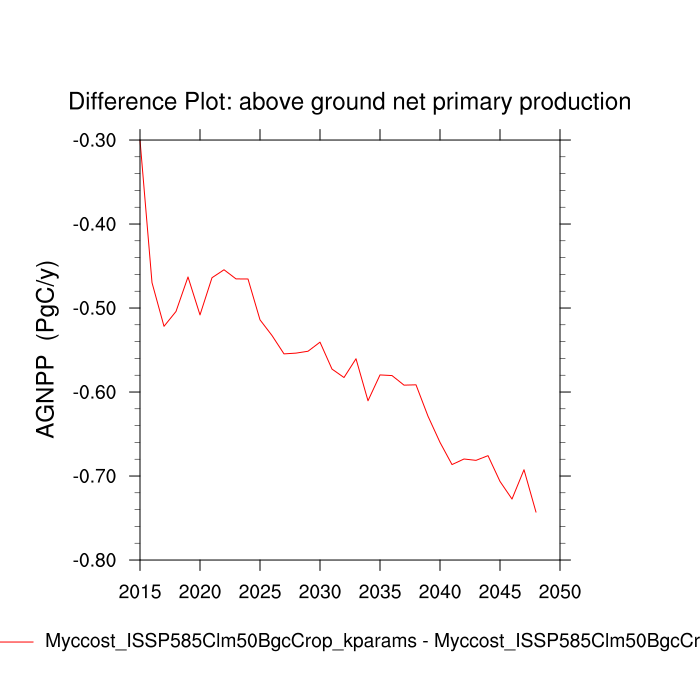 Difference Plot: above ground net primary production
-0.30
-0.40
-0.50
-0.60
-0.70
-0.80
AGNPP (PgC/y)
2015 2020 2025 2030 2035 2040 2045 2050
Myccost_ISSP585Clm50BgcCrop_kparams - Myccost_ISSP585Clm50BgcCr